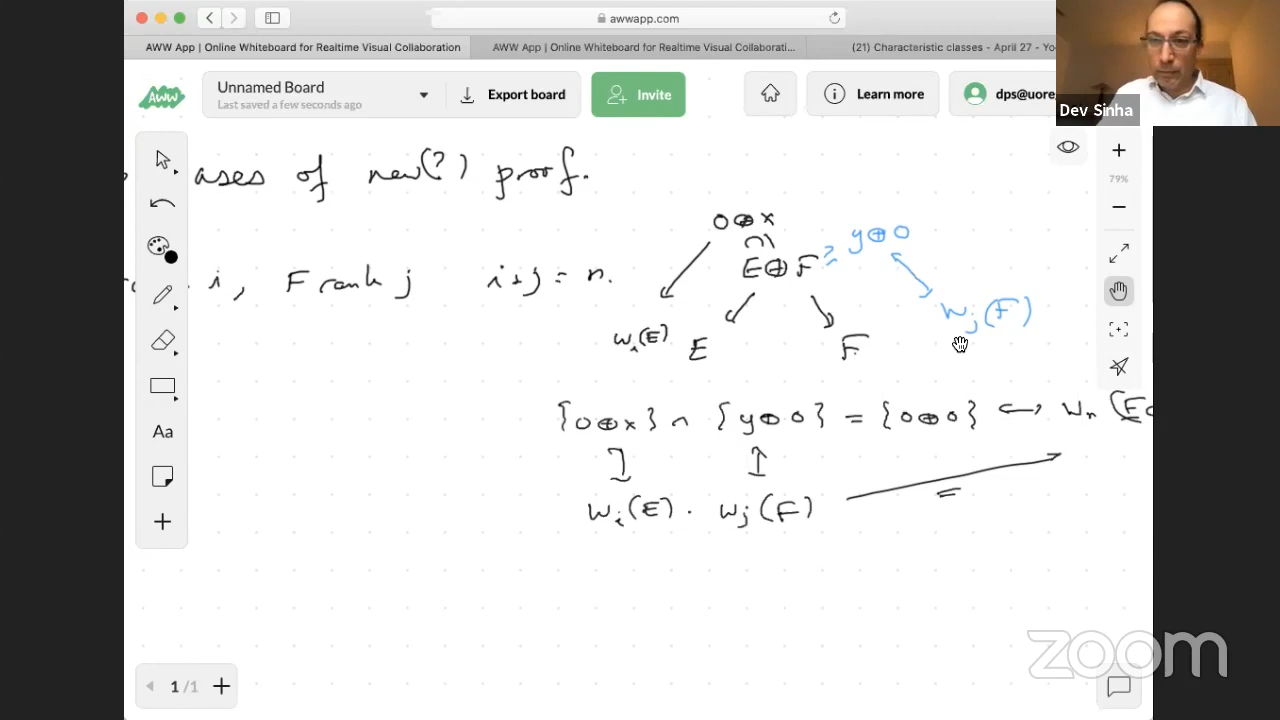 awwapp.com
AWW App | Online Whiteboard for Realtime Visual Collaboration
AWW App | Online Whiteboard for Realtime Visual Collaborati...
(21) Characteristic classes - April 27 - Yo
Unnamed Board
Last saved a few seconds ago
Export board
Invite
Learn more
dps@uore
Dev Sinha
79%
ases of new(?) proof.
0⊕x
∩
E⊕F ⊇ y⊕0
i, F rank j i+j = n.
w_j(F)
w_i(E) E F
{0⊕x} ∩ {y⊕0} = {0⊕0} ↔ w_n(E
w_i(E) · w_j(F) =
Aa
1/1
zoom